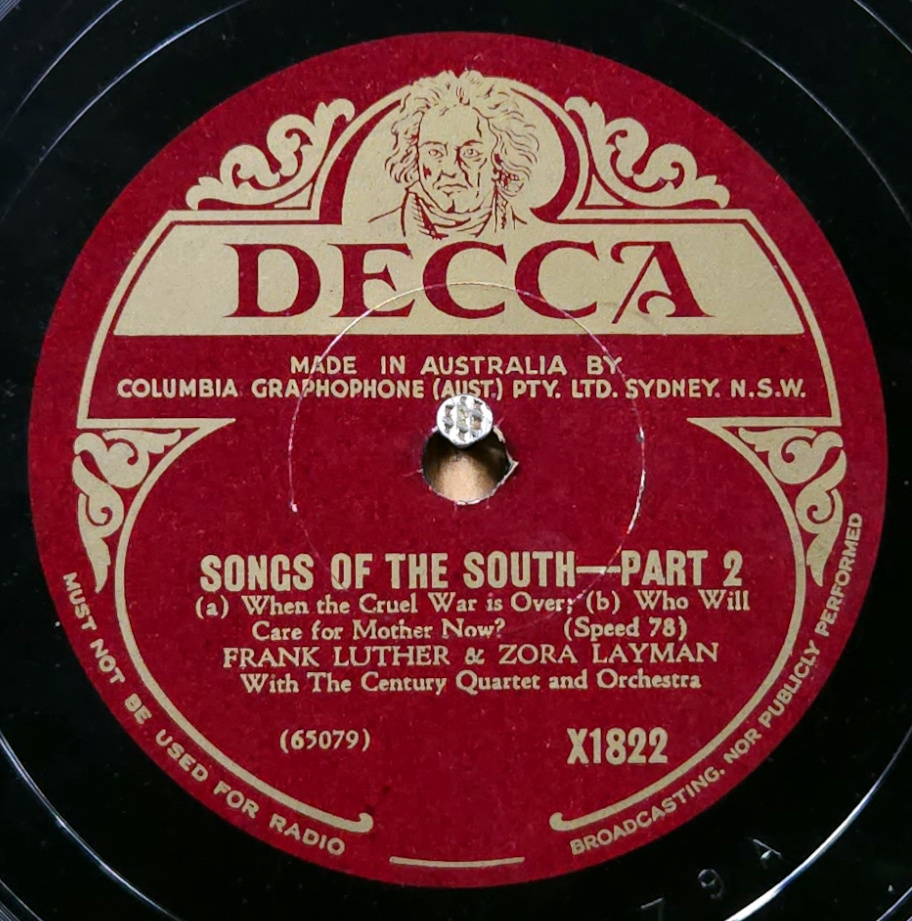 DECCA
MADE IN AUSTRALIA BY
COLUMBIA GRAPHOPHONE (AUST.) PTY. LTD. SYDNEY. N.S.W.
SONGS OF THE SOUTH—PART 2
(a) When the Cruel War is Over; (b) Who Will
Care for Mother Now? (Speed 78)
FRANK LUTHER & ZORA LAYMAN
With The Century Quartet and Orchestra
(65079) X1822
MUST NOT BE USED FOR RADIO
BROADCASTING, NOR PUBLICLY PERFORMED
79 A